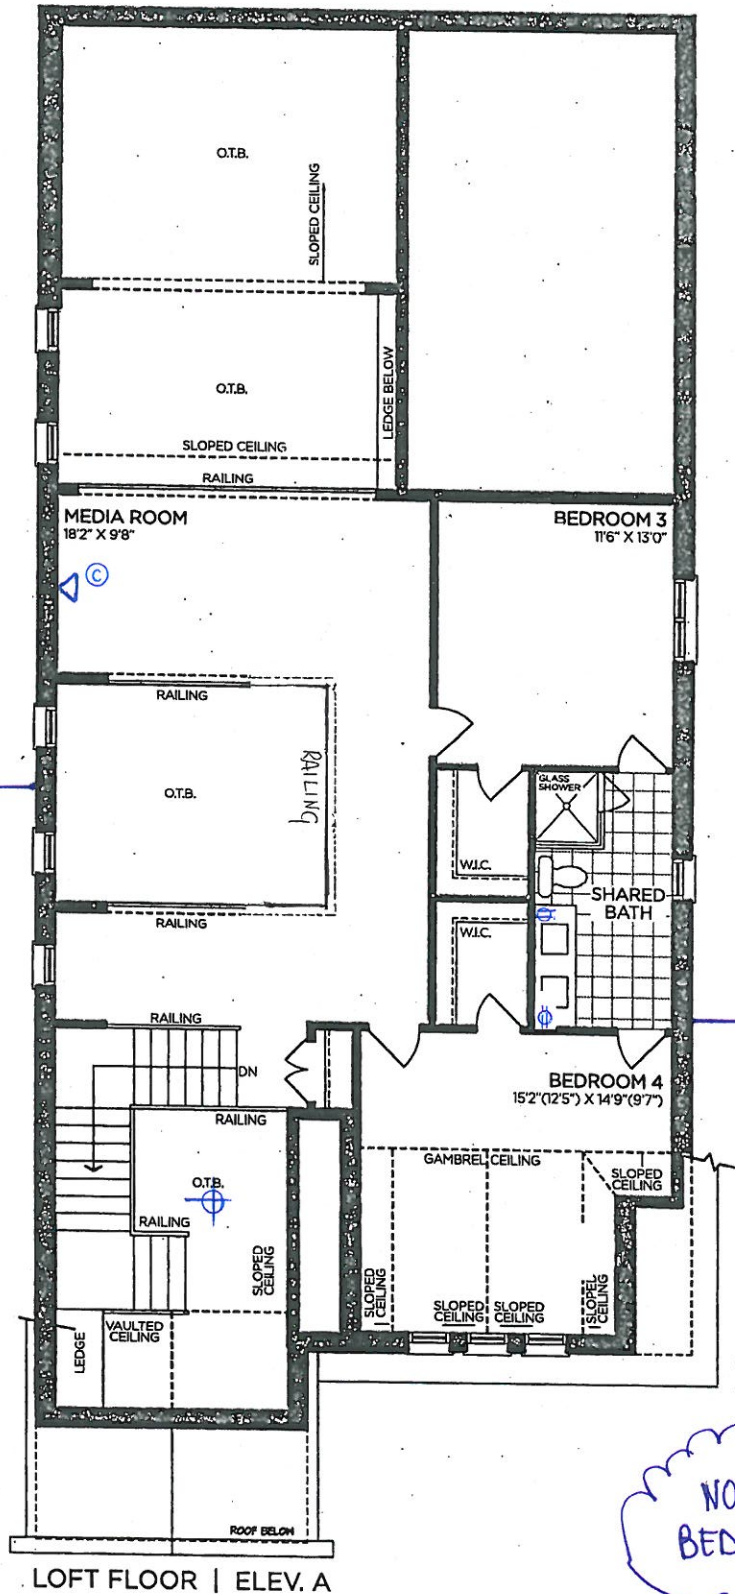 O.T.B.
SLOPED CEILING
O.T.B.
LEDGE BELOW
SLOPED CEILING
RAILING
MEDIA ROOM
18'2" X 9'8"
BEDROOM 3
11'6" X 13'0"
C
RAILING
RAILING
O.T.B.
GLASS
SHOWER
W.I.C.
SHARED
BATH
RAILING
W.I.C.
RAILING
DN
BEDROOM 4
15'2"(12'5") X 14'9"(9'7")
RAILING
GAMBREL CEILING
SLOPED
CEILING
O.T.B.
RAILING
SLOPED
CEILING
SLOPED
CEILING
SLOPED
CEILING
SLOPED
CEILING
SLOPEL
CEILING
VAULTED
CEILING
LEDGE
NO
BED
ROOF BELOW
LOFT FLOOR | ELEV. A